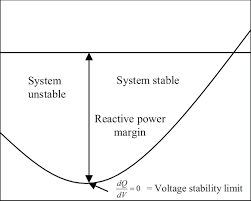 System
unstable
System stable
Reactive power
margin
dQ/dV = 0 = Voltage stability limit